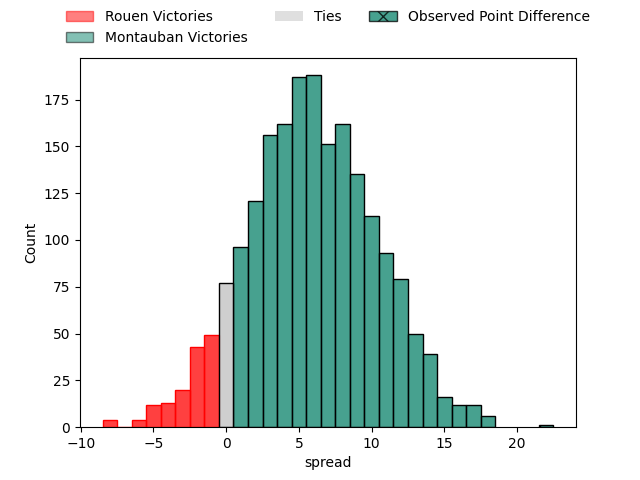 Rouen Victories
Montauban Victories
Ties
Observed Point Difference
Count
175
150
125
100
75
50
25
0
−10
−5
0
5
10
15
20
spread